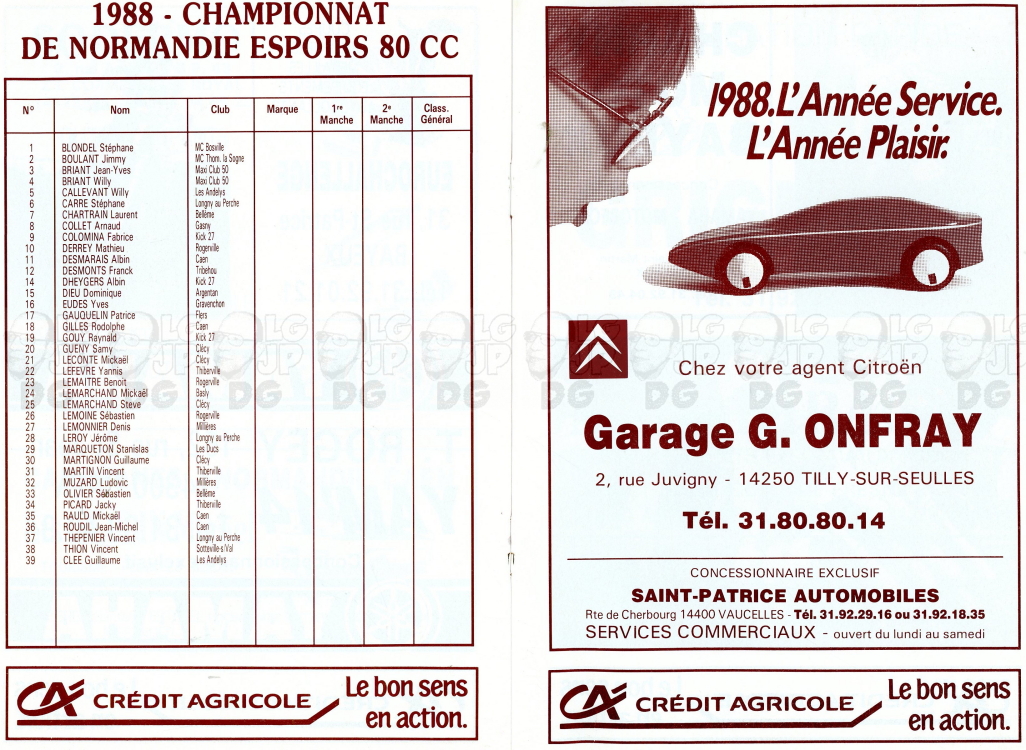 1988 - CHAMPIONNAT
DE NORMANDIE ESPOIRS 80 CC
N° Nom Club Marque 1re Manche 2e Manche Class. Général
1 BLONDEL Stéphane MC Bosville
2 BOULANT Jimmy MC Thom. la Sogne
3 BRIANT Jean-Yves Maxi Club 50
4 BRIANT Willy Maxi Club 50
5 CALLEVANT Willy Les Andelys
6 CARRE Stéphane Longny au Perche
7 CHARTRAIN Laurent Bellême
8 COLLET Arnaud Gasny
9 COLOMINA Fabrice Kick 27
10 DERREY Mathieu Rogerville
11 DESMARAIS Albin Caen
12 DESMONTS Franck Tribehou
14 DHEYGERS Albin Kick 27
15 DIEU Dominique Argentan
16 EUDES Yves Gravenchon
17 GAUQUELIN Patrice Flers
18 GILLES Rodolphe Caen
19 GOUY Raynald Kick 27
20 GUENY Samy Clécy
21 LECONTE Mickaël Clécy
22 LEFEVRE Yannis Thiberville
23 LEMAITRE Benoit Rogerville
24 LEMARCHAND Mickaël Basly
25 LEMARCHAND Steve Clécy
26 LEMOINE Sébastien Rogerville
27 LEMONNIER Denis Millières
28 LEROY Jérôme Longny au Perche
29 MARQUETON Stanislas Les Ducs
30 MARTIGNON Guillaume Clécy
31 MARTIN Vincent Thiberville
32 MUZARD Ludovic Millières
33 OLIVIER Sébastien Bellême
34 PICARD Jacky Thiberville
35 RAULD Mickaël Caen
36 ROUDIL Jean-Michel Caen
37 THEPENIER Vincent Longny au Perche
38 THION Vincent Sotteville-s/Val
39 CLEE Guillaume Les Andelys
CRÉDIT AGRICOLE
Le bon sens
en action.
1988. L'Année Service.
L'Année Plaisir.
Chez votre agent Citroën
Garage G. ONFRAY
2, rue Juvigny - 14250 TILLY-SUR-SEULLES
Tél. 31.80.80.14
CONCESSIONNAIRE EXCLUSIF
SAINT-PATRICE AUTOMOBILES
Rte de Cherbourg 14400 VAUCELLES - Tél. 31.92.29.16 ou 31.92.18.35
SERVICES COMMERCIAUX - ouvert du lundi au samedi
CRÉDIT AGRICOLE
Le bon sens
en action.
LG JP DG